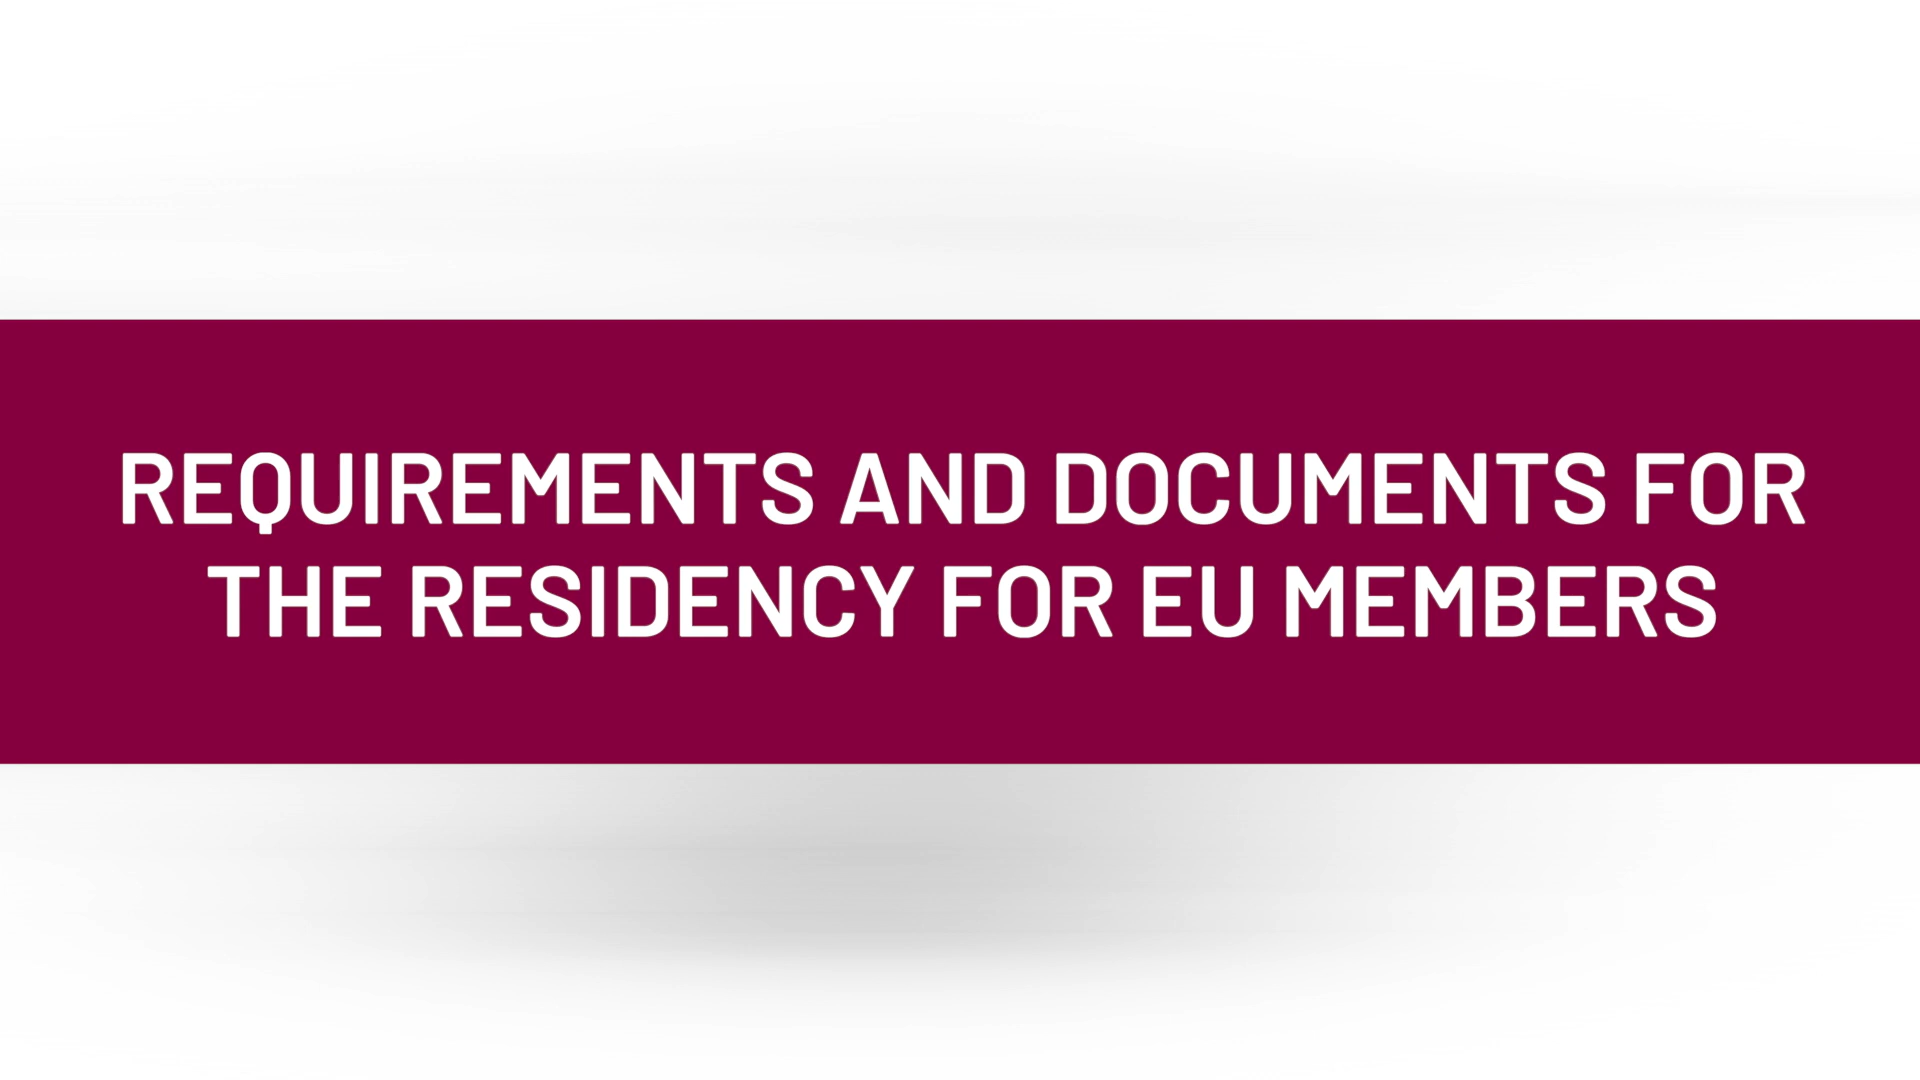 REQUIREMENTS AND DOCUMENTS FOR
THE RESIDENCY FOR EU MEMBERS